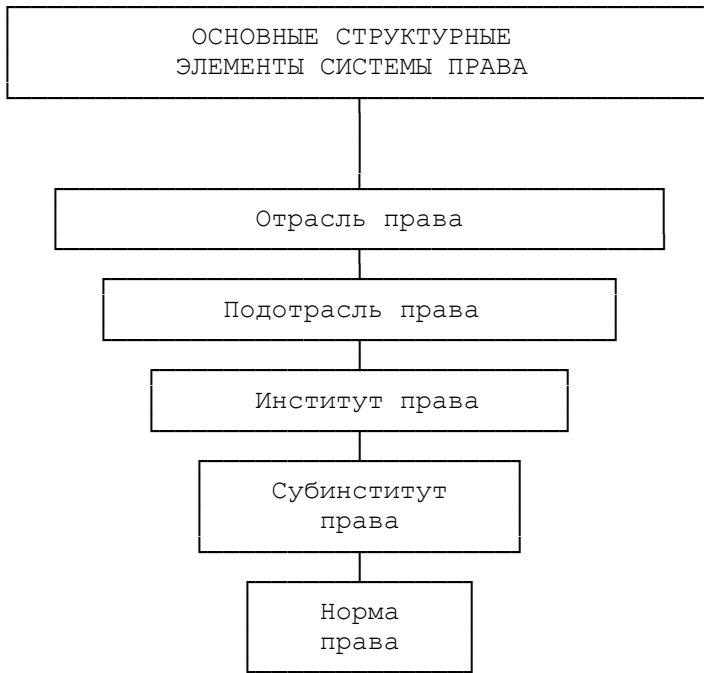 ОСНОВНЫЕ СТРУКТУРНЫЕ
ЭЛЕМЕНТЫ СИСТЕМЫ ПРАВА
Отрасль права
Подотрасль права
Институт права
Субинститут
права
Норма
права